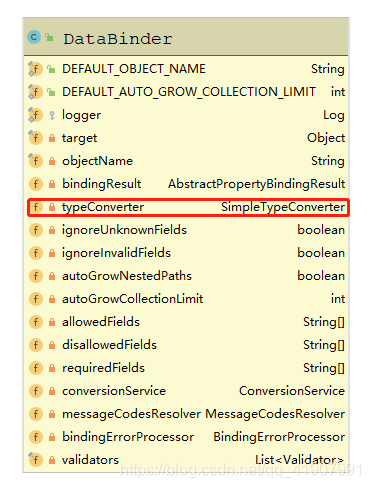 C DataBinder
f DEFAULT_OBJECT_NAME String
f DEFAULT_AUTO_GROW_COLLECTION_LIMIT int
f logger Log
f target Object
f objectName String
f bindingResult AbstractPropertyBindingResult
f typeConverter SimpleTypeConverter
f ignoreUnknownFields boolean
f ignoreInvalidFields boolean
f autoGrowNestedPaths boolean
f autoGrowCollectionLimit int
f allowedFields String[]
f disallowedFields String[]
f requiredFields String[]
f conversionService ConversionService
f messageCodesResolver MessageCodesResolver
f bindingErrorProcessor BindingErrorProcessor
f validators List<Validator>
https://blog.csdn.net/qq_41907991